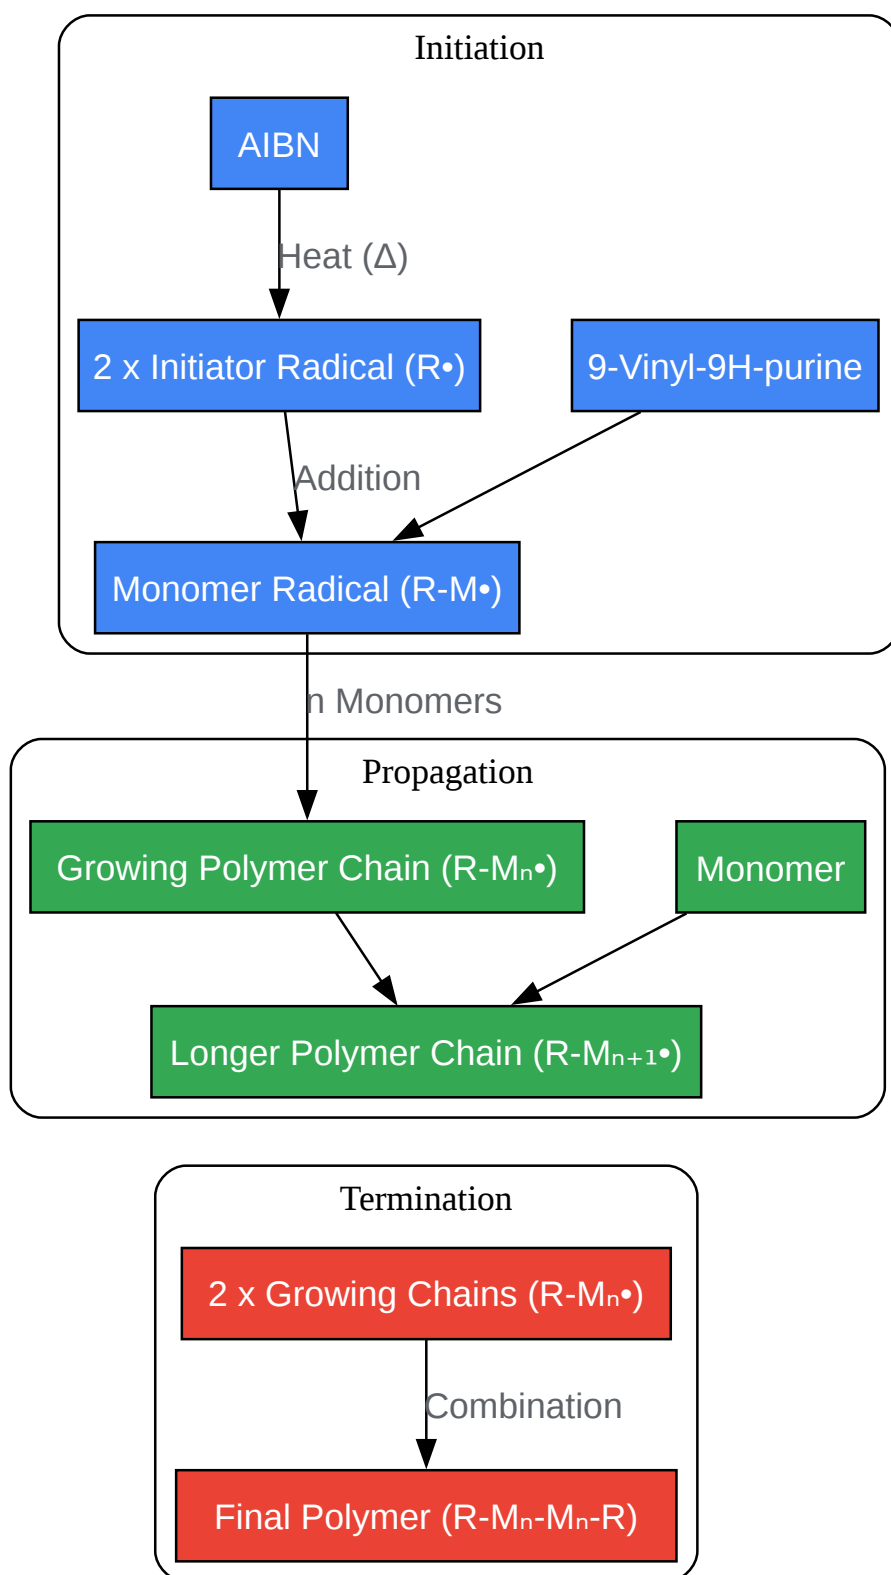 Initiation
AIBN
Heat (Δ)
2 x Initiator Radical (R•)
9-Vinyl-9H-purine
Addition
Monomer Radical (R-M•)
n Monomers
Propagation
Growing Polymer Chain (R-Mₙ•)
Monomer
Longer Polymer Chain (R-Mₙ₊₁•)
Termination
2 x Growing Chains (R-Mₙ•)
Combination
Final Polymer (R-Mₙ-Mₙ-R)